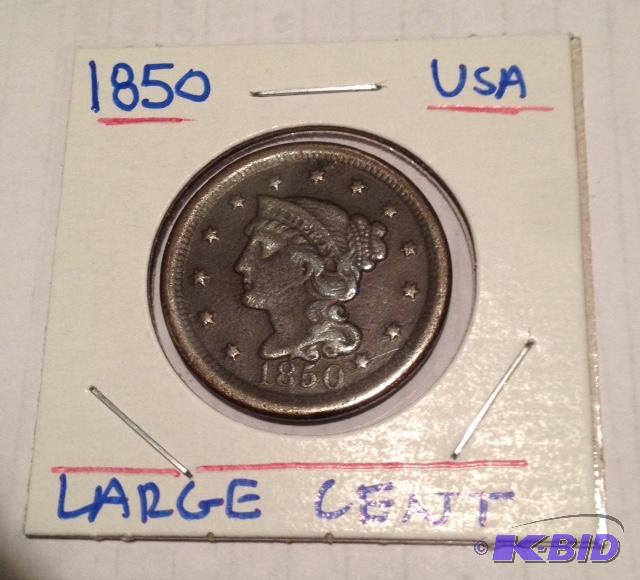 1850 USA
1850
LARGE CENT
© K-BID